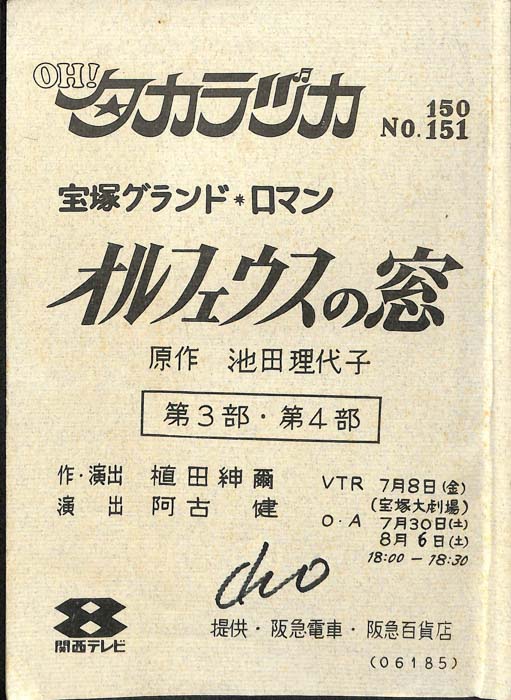 OH!タカラヅカ No. 150
151
宝塚グランド*ロマン
オルフェウスの窓
原作 池田理代子
第3部・第4部
作・演出 植田紳爾 VTR 7月8日(金)
演出 阿古健 (宝塚大劇場)
O・A 7月30日(土)
8月6日(土)
18:00-18:30
関西テレビ
提供・阪急電車・阪急百貨店
(06185)